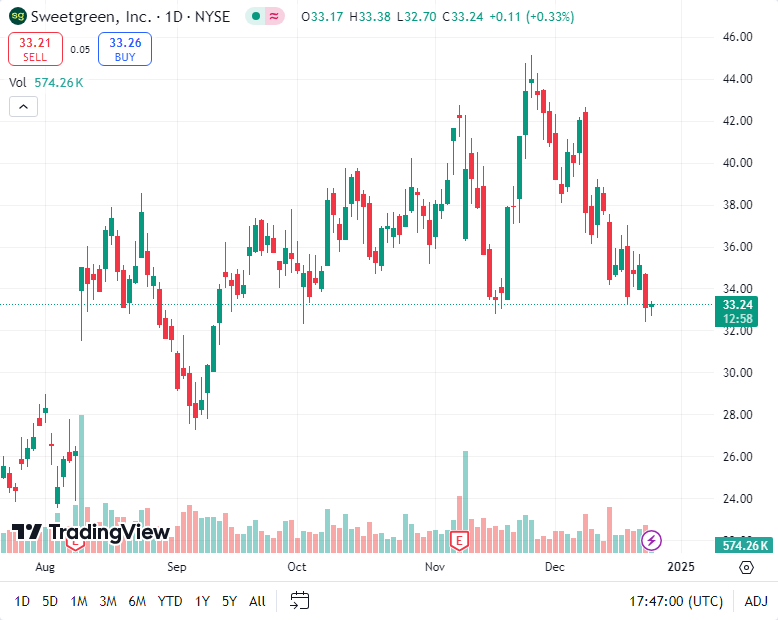 sg Sweetgreen, Inc. · 1D · NYSE ≈ O33.17 H33.38 L32.70 C33.24 +0.11 (+0.33%)
33.21 SELL 0.05 33.26 BUY
Vol 574.26K
46.00
44.00
42.00
40.00
38.00
36.00
34.00
33.24
12:58
32.00
30.00
28.00
26.00
24.00
574.26K
TradingView
E E
Aug Sep Oct Nov Dec 2025
1D 5D 1M 3M 6M YTD 1Y 5Y All 17:47:00 (UTC) ADJ